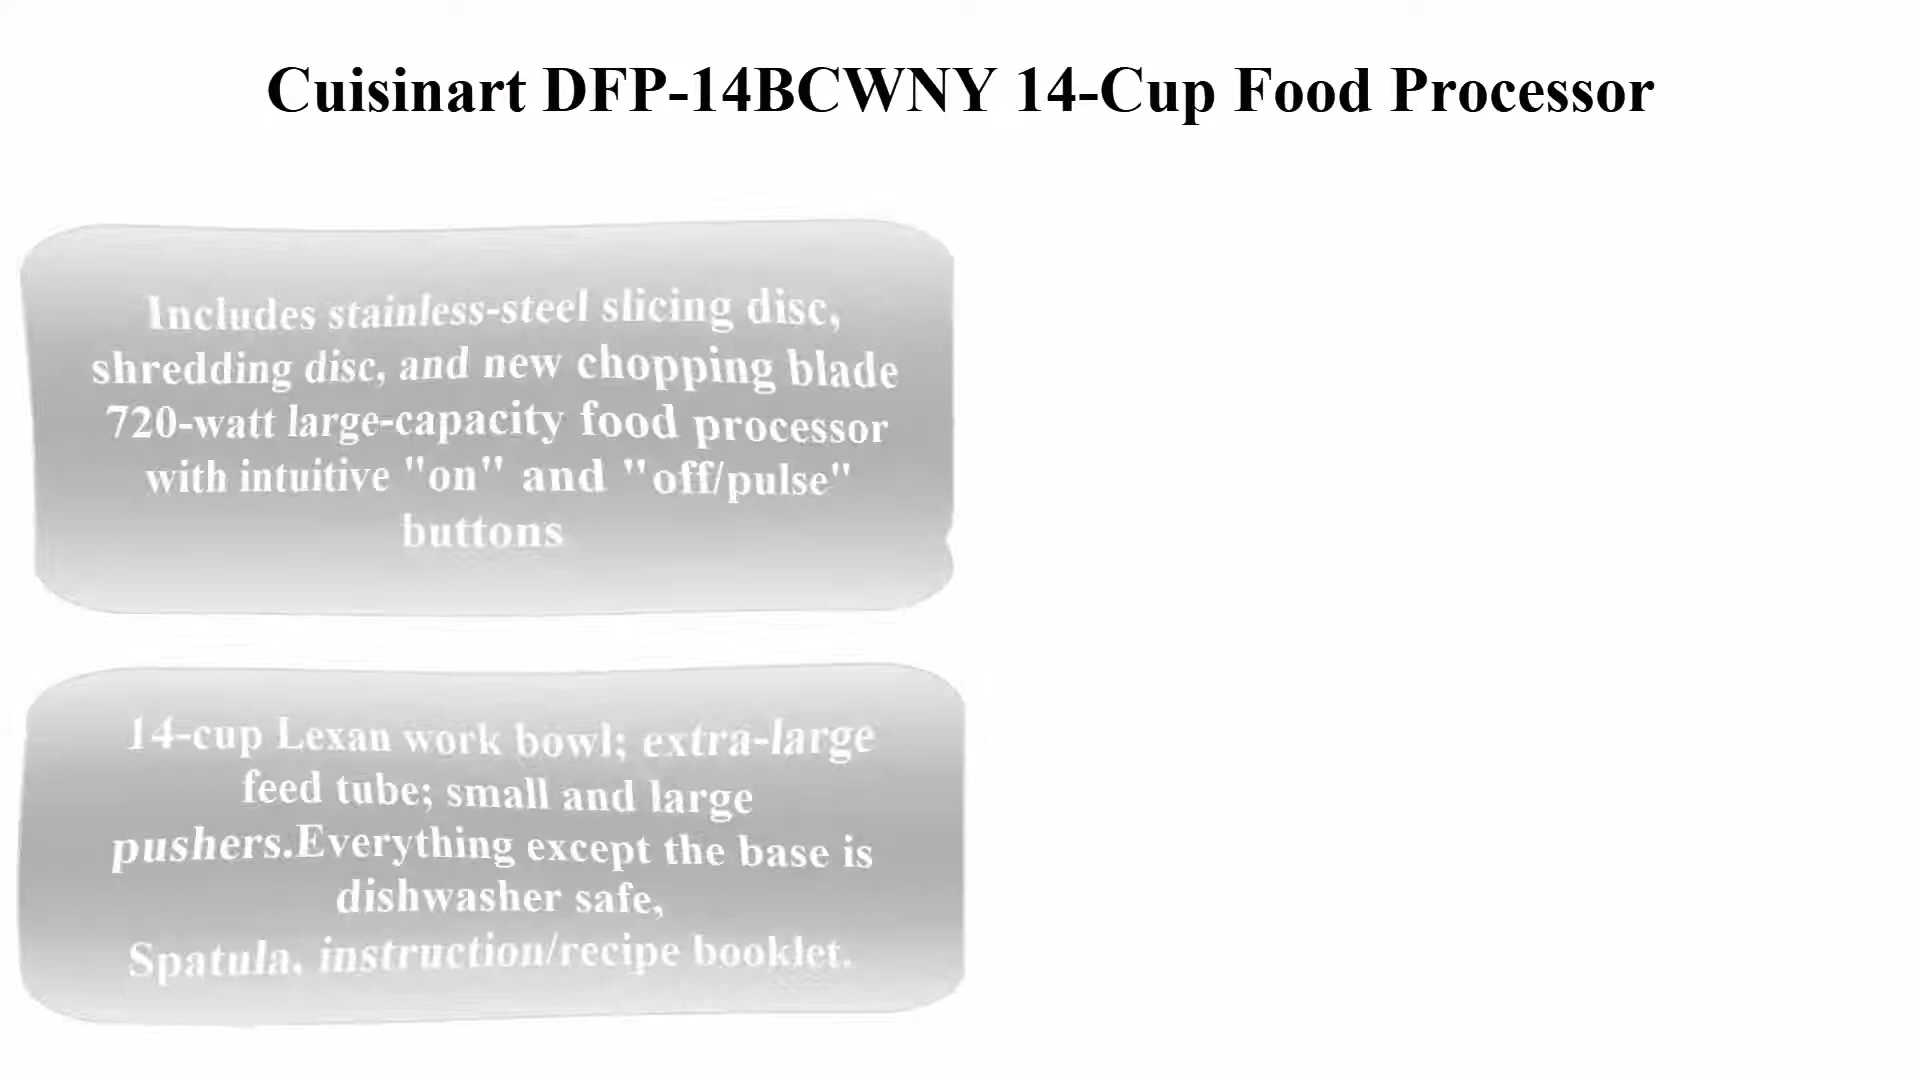 Cuisinart DFP-14BCWNY 14-Cup Food Processor
Includes stainless-steel slicing disc,
shredding disc, and new chopping blade
720-watt large-capacity food processor
with intuitive "on" and "off/pulse"
buttons
14-cup Lexan work bowl; extra-large
feed tube; small and large
pushers.Everything except the base is
dishwasher safe,
Spatula, instruction/recipe booklet.